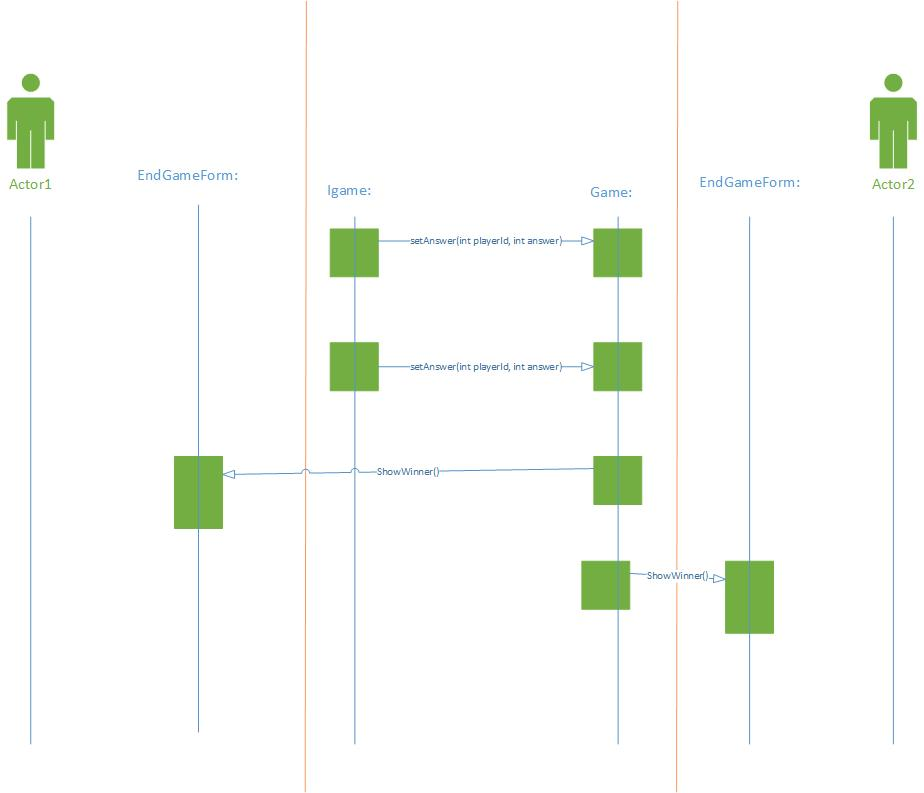 Actor1
EndGameForm:
Igame:
Game:
EndGameForm:
Actor2
setAnswer(int playerId, int answer)
setAnswer(int playerId, int answer)
ShowWinner()
ShowWinner()